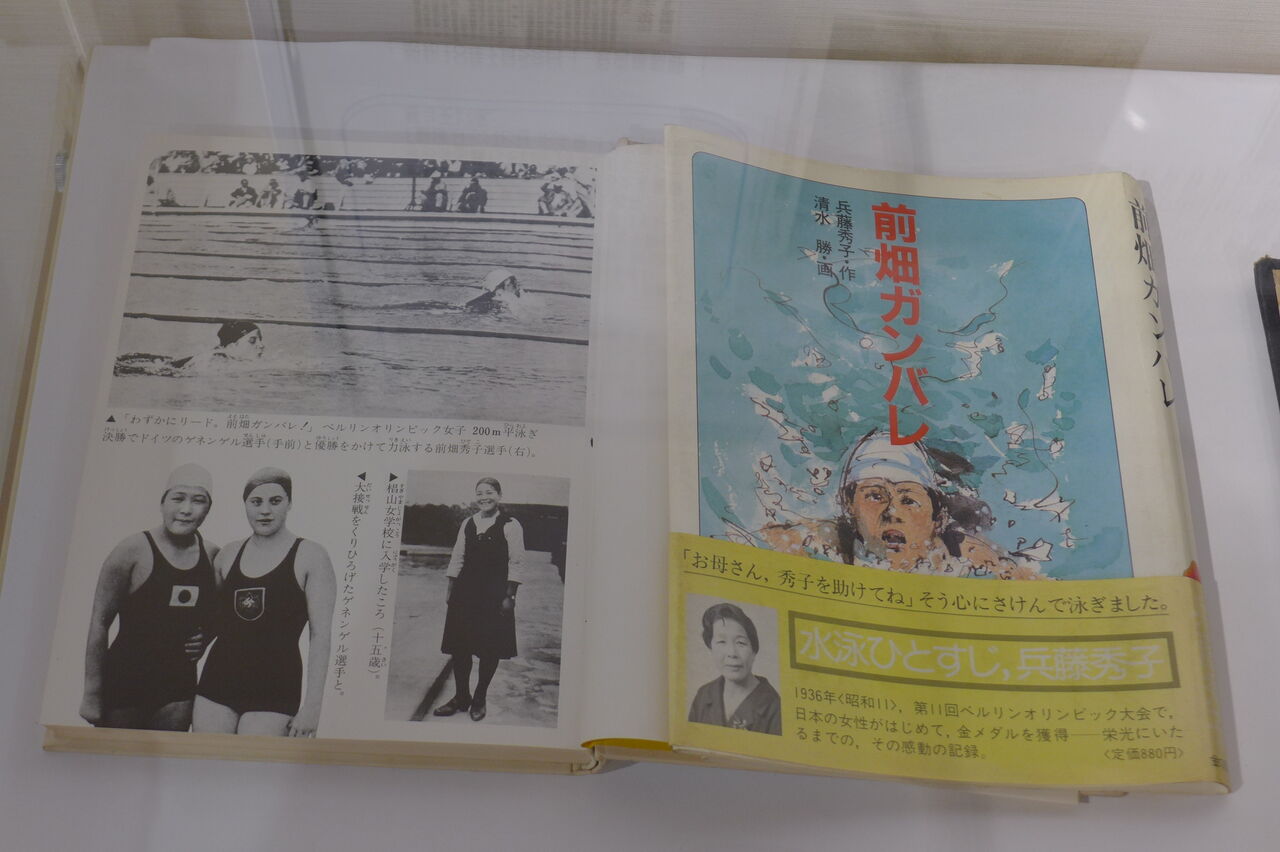 ▲「わずかにリード。前畑ガンバレ!」ベルリンオリンピック女子 200m平泳ぎ
決勝でドイツのゲネンゲル選手(手前)と優勝をかけて力泳する前畑秀子選手(右)。
▶椙山女学校に入学したころ(十五歳)。
◀大接戦をくりひろげたゲネンゲル選手と。
前畑ガンバレ
兵藤秀子・作
清水 勝・画
「お母さん,秀子を助けてね」そう心にさけんで泳ぎました。
水泳ひとすじ,兵藤秀子
1936年〈昭和11〉,第11回ベルリンオリンピック大会で,
日本の女性がはじめて,金メダルを獲得——栄光にいた
るまでの,その感動の記録。
〈定価880円〉
前畑ガンバレ